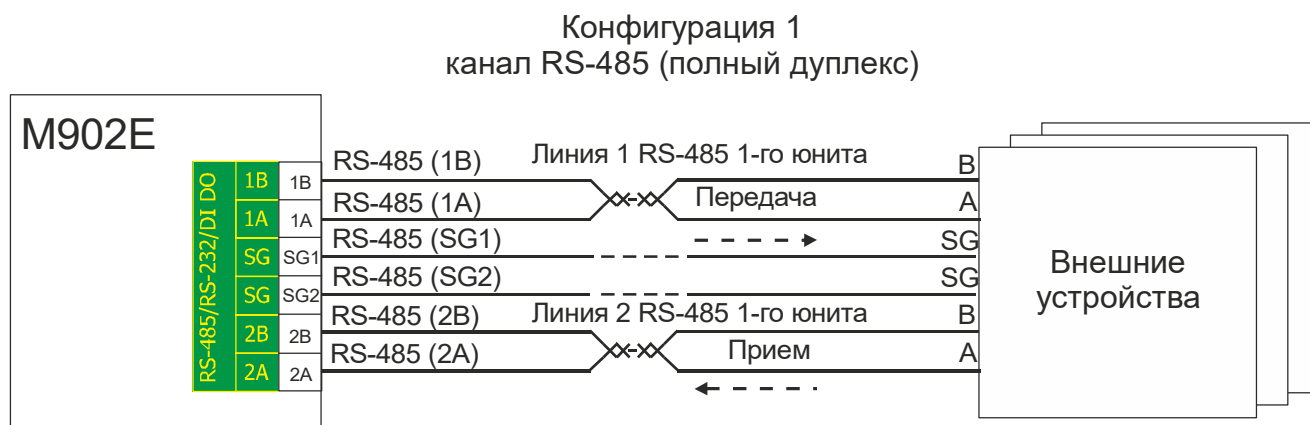 Конфигурация 1
канал RS-485 (полный дуплекс)
M902E
RS-485/RS-232/DI DO
1B 1B RS-485 (1B) Линия 1 RS-485 1-го юнита B
1A 1A RS-485 (1A) Передача A
SG SG1 RS-485 (SG1) SG
SG SG2 RS-485 (SG2) SG
2B 2B RS-485 (2B) Линия 2 RS-485 1-го юнита B
2A 2A RS-485 (2A) Прием A
Внешние
устройства